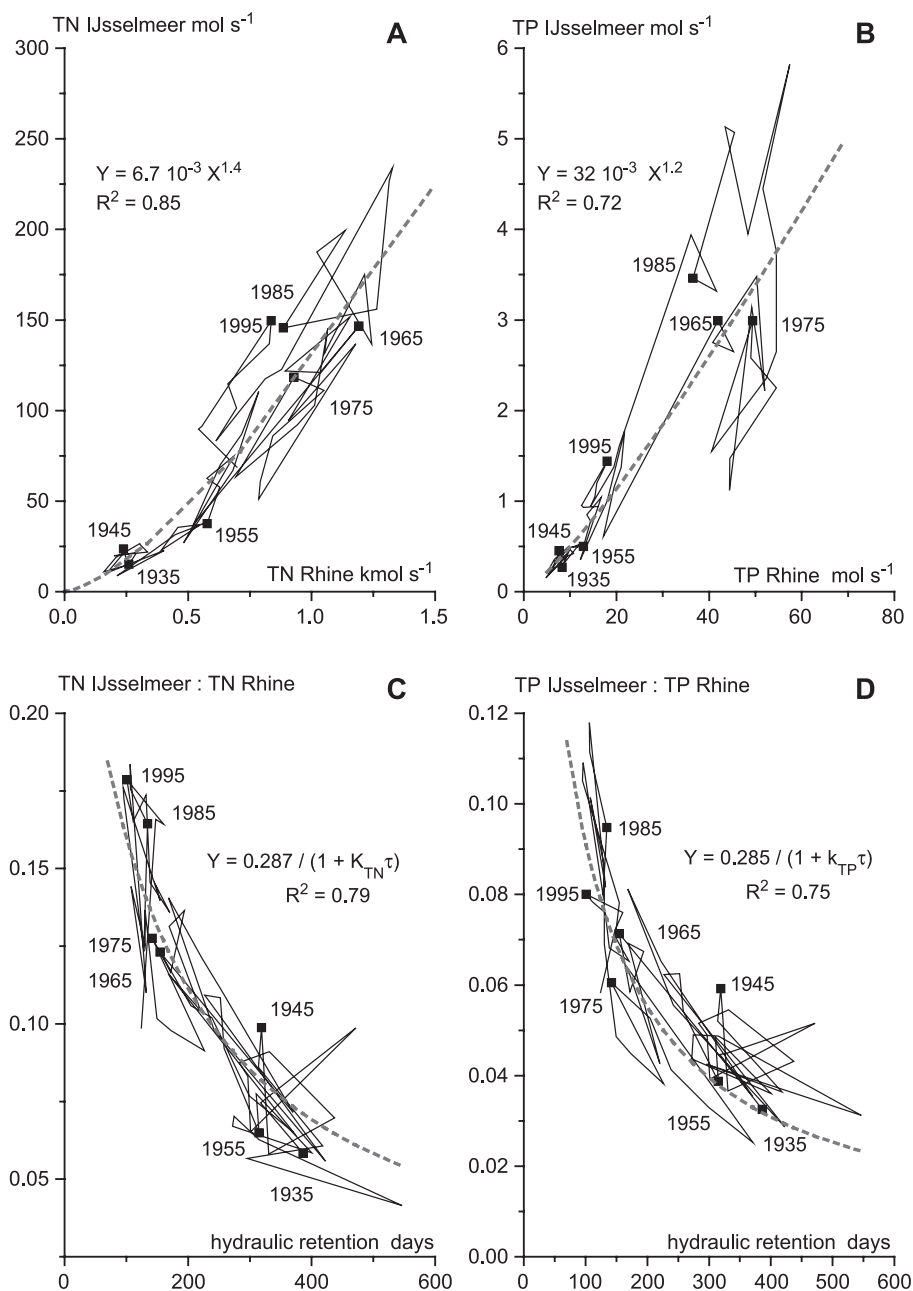 TN IJsselmeer mol s⁻¹
A
300
250
200
150
100
50
0
Y = 6.7 10⁻³ X¹·⁴
R² = 0.85
1985
1995
1965
1975
1945
1955
1935
TN Rhine kmol s⁻¹
0.0 0.5 1.0 1.5
TP IJsselmeer mol s⁻¹
B
6
5
4
3
2
1
0
Y = 32 10⁻³ X¹·²
R² = 0.72
1985
1965
1975
1995
1945
1955
1935
TP Rhine mol s⁻¹
0 20 40 60 80
TN IJsselmeer : TN Rhine
C
0.20
0.15
0.10
0.05
1995
1985
Y = 0.287 / (1 + K_TN τ)
R² = 0.79
1975
1965
1945
1955
1935
hydraulic retention days
0 200 400 600
TP IJsselmeer : TP Rhine
D
0.12
0.10
0.08
0.06
0.04
0.02
0.00
1985
Y = 0.285 / (1 + k_TP τ)
R² = 0.75
1995
1965
1975
1945
1955
1935
hydraulic retention days
0 100 200 300 400 500 600